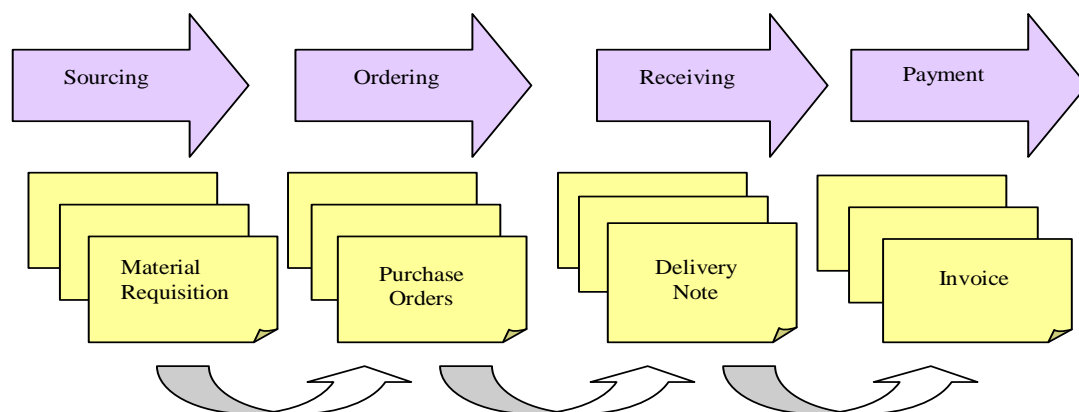 Sourcing
Ordering
Receiving
Payment
Material
Requisition
Purchase
Orders
Delivery
Note
Invoice